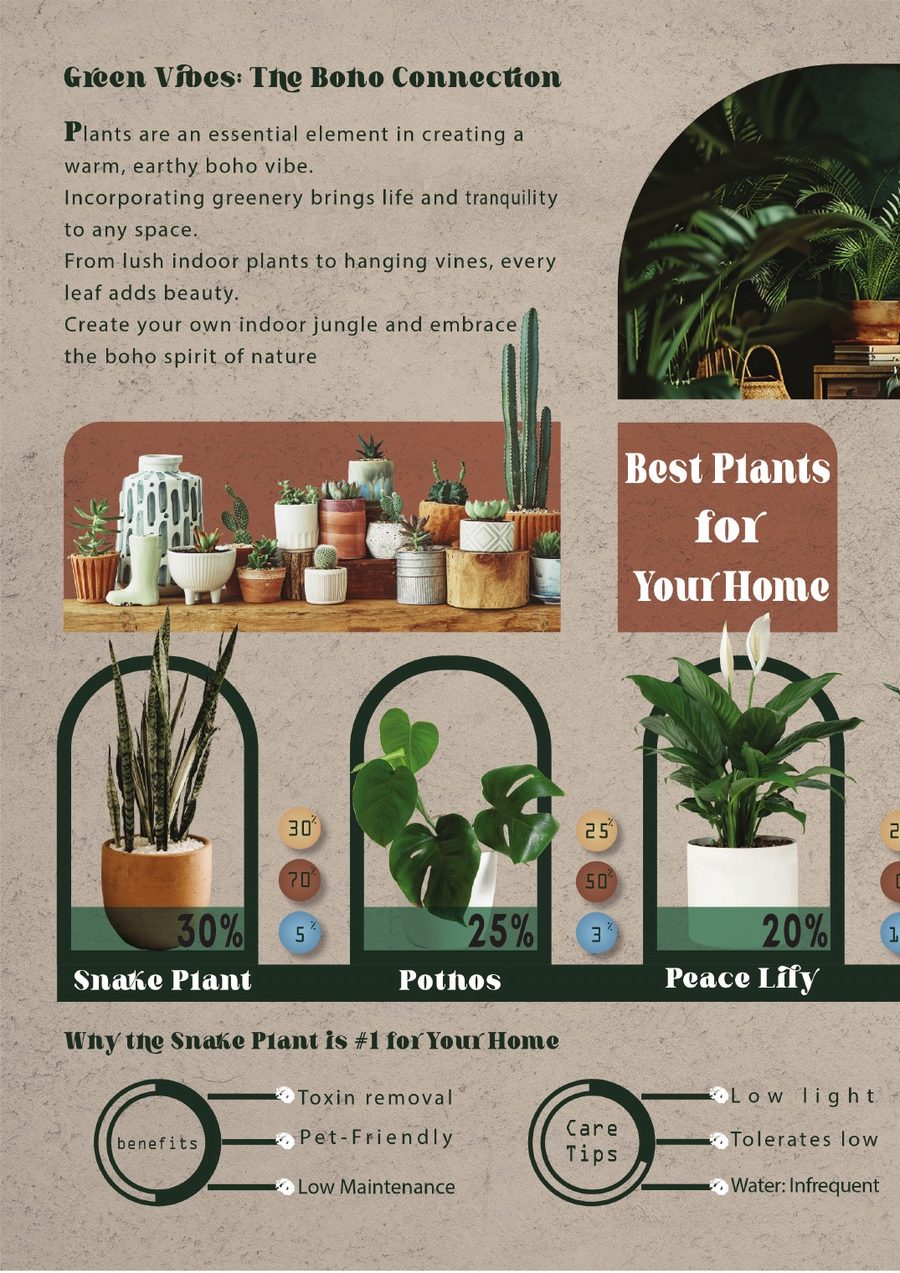 Green Vibes: The Boho Connection
Plants are an essential element in creating a
warm, earthy boho vibe.
Incorporating greenery brings life and tranquility
to any space.
From lush indoor plants to hanging vines, every
leaf adds beauty.
Create your own indoor jungle and embrace
the boho spirit of nature
Best Plants
for
Your Home
30%
70%
5%
30%
25%
50%
3%
25%
20%
Snake Plant
Pothos
Peace Lily
Why the Snake Plant is #1 for Your Home
benefits
Toxin removal
Pet-Friendly
Low Maintenance
Care
Tips
Low light
Tolerates low
Water: Infrequent